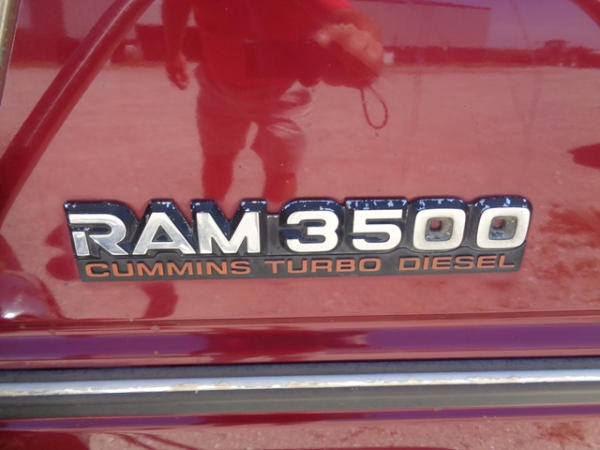 RAM 3500
CUMMINS TURBO DIESEL